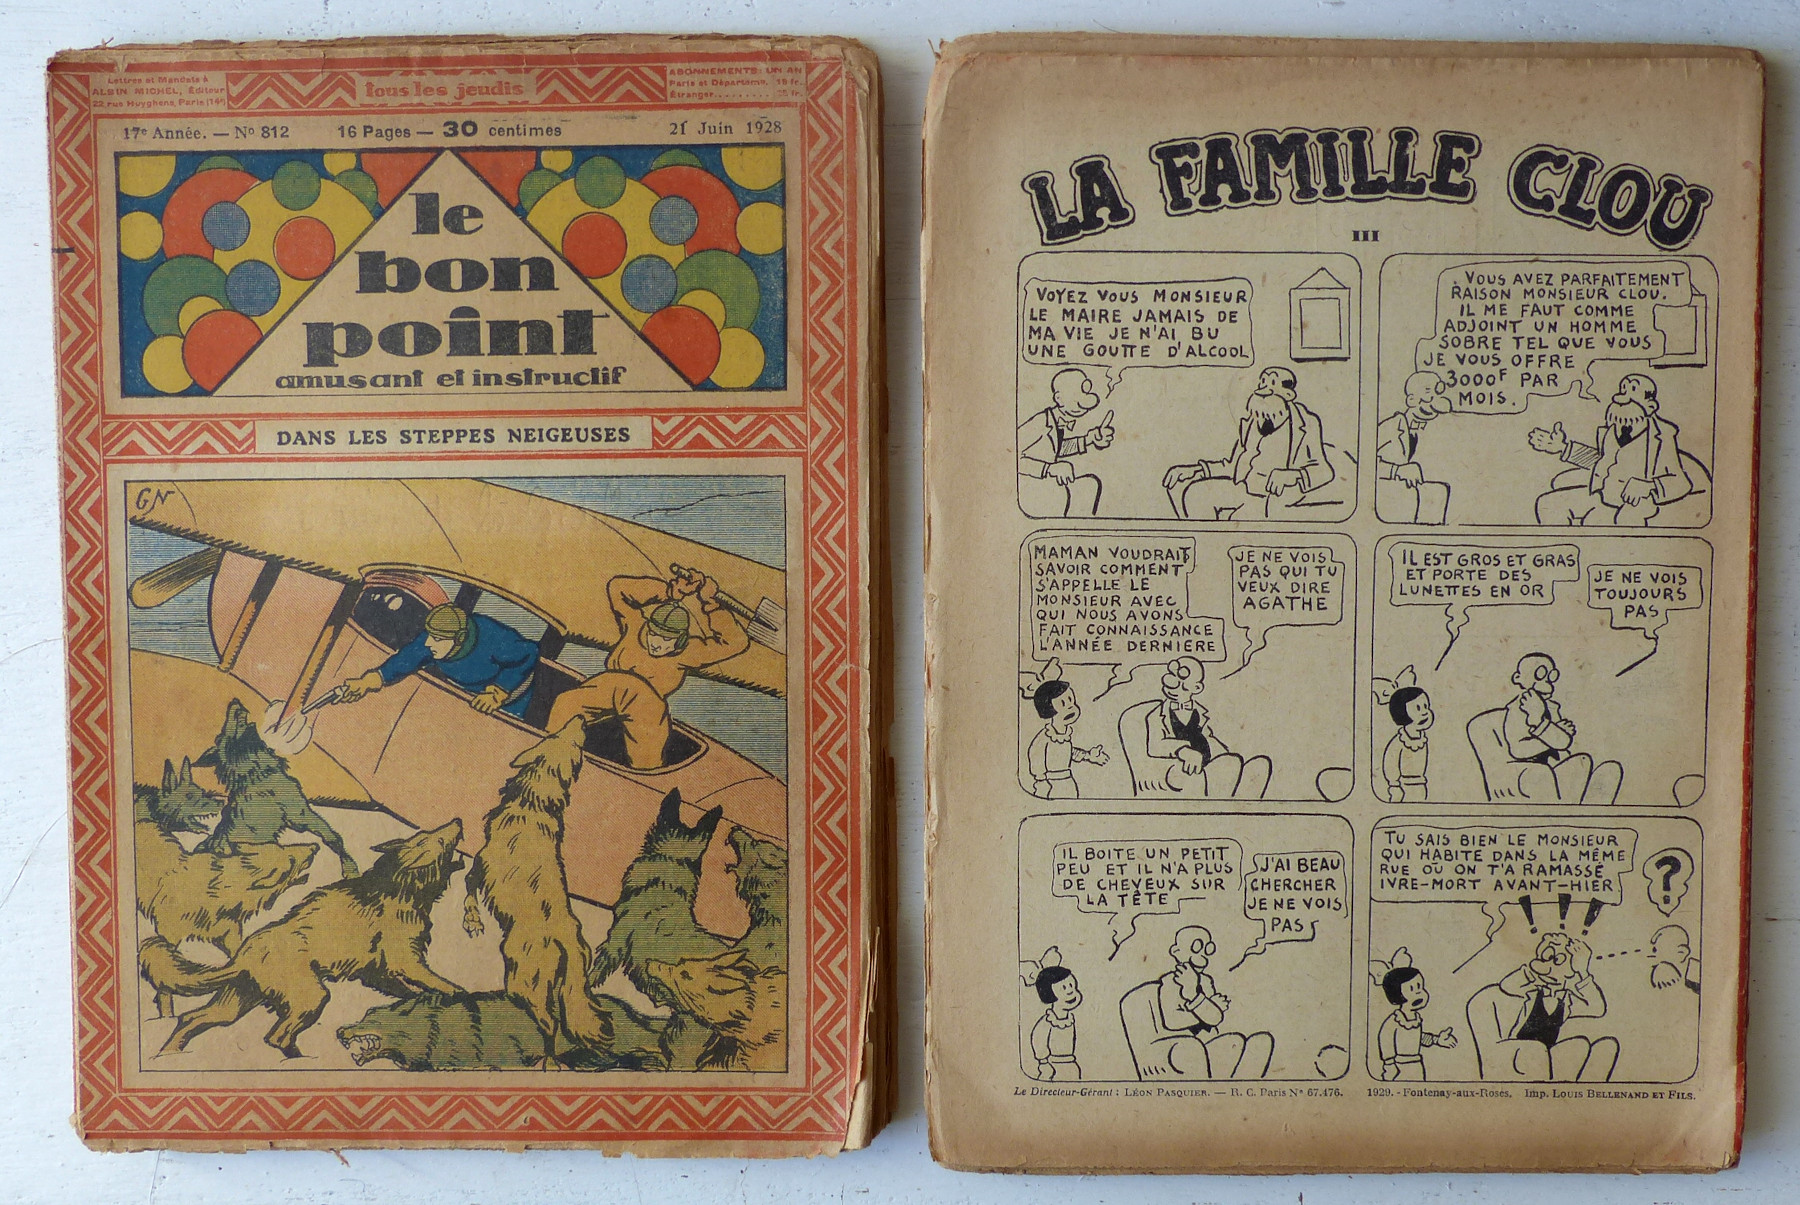 Lettres et Mandats à
ALBIN MICHEL, Éditeur
22, rue Huyghens, Paris (14e)
tous les jeudis
ABONNEMENTS: UN AN
Paris et Départem. 18 fr.
Étranger.......... 25 fr.
17e Année. — No 812 16 Pages — 30 centimes 21 Juin 1928
le
bon
point
amusant et instructif
DANS LES STEPPES NEIGEUSES
GN
LA FAMILLE CLOU
III
VOYEZ VOUS MONSIEUR
LE MAIRE JAMAIS DE
MA VIE JE N'AI BU
UNE GOUTTE D'ALCOOL
VOUS AVEZ PARFAITEMENT
RAISON MONSIEUR CLOU.
IL ME FAUT COMME
ADJOINT UN HOMME
SOBRE TEL QUE VOUS
JE VOUS OFFRE
3000F PAR
MOIS.
MAMAN VOUDRAIT
SAVOIR COMMENT
S'APPELLE LE
MONSIEUR AVEC
QUI NOUS AVONS
FAIT CONNAISSANCE
L'ANNÉE DERNIERE
JE NE VOIS
PAS QUI TU
VEUX DIRE
AGATHE
IL EST GROS ET GRAS
ET PORTE DES
LUNETTES EN OR
JE NE VOIS
TOUJOURS
PAS
IL BOITE UN PETIT
PEU ET IL N'A PLUS
DE CHEVEUX SUR
LA TÊTE
J'AI BEAU
CHERCHER
JE NE VOIS
PAS
TU SAIS BIEN LE MONSIEUR
QUI HABITE DANS LA MÊME
RUE OÙ ON T'A RAMASSÉ
IVRE-MORT AVANT-HIER
?
! ! !
Le Directeur-Gérant : LÉON PASQUIER. — R. C. Paris N° 67.476. 1929. - Fontenay-aux-Roses. Imp. LOUIS BELLENAND ET FILS.